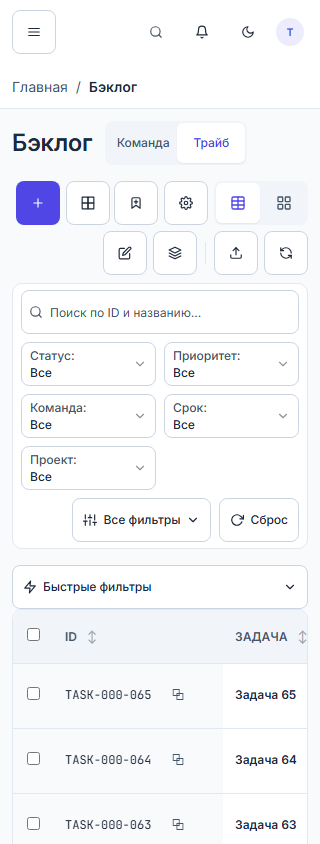 T
Главная / Бэклог
Бэклог
Команда
Трайб
Поиск по ID и названию...
Статус:
Все
Приоритет:
Все
Команда:
Все
Срок:
Все
Проект:
Все
Все фильтры
Сброс
Быстрые фильтры
ID
ЗАДАЧА
TASK-000-065
Задача 65
TASK-000-064
Задача 64
TASK-000-063
Задача 63